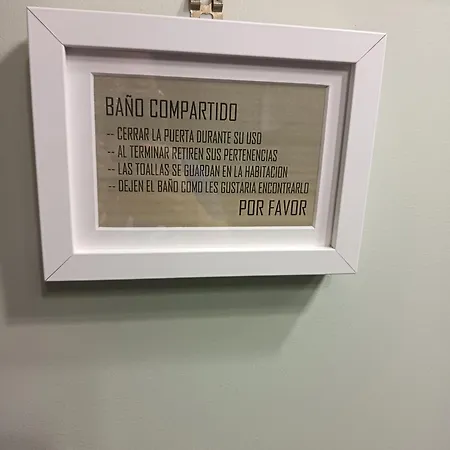 BAÑO COMPARTIDO
-- CERRAR LA PUERTA DURANTE SU USO
-- AL TERMINAR RETIREN SUS PERTENENCIAS
-- LAS TOALLAS SE GUARDAN EN LA HABITACION
-- DEJEN EL BAÑO COMO LES GUSTARIA ENCONTRARLO
POR FAVOR